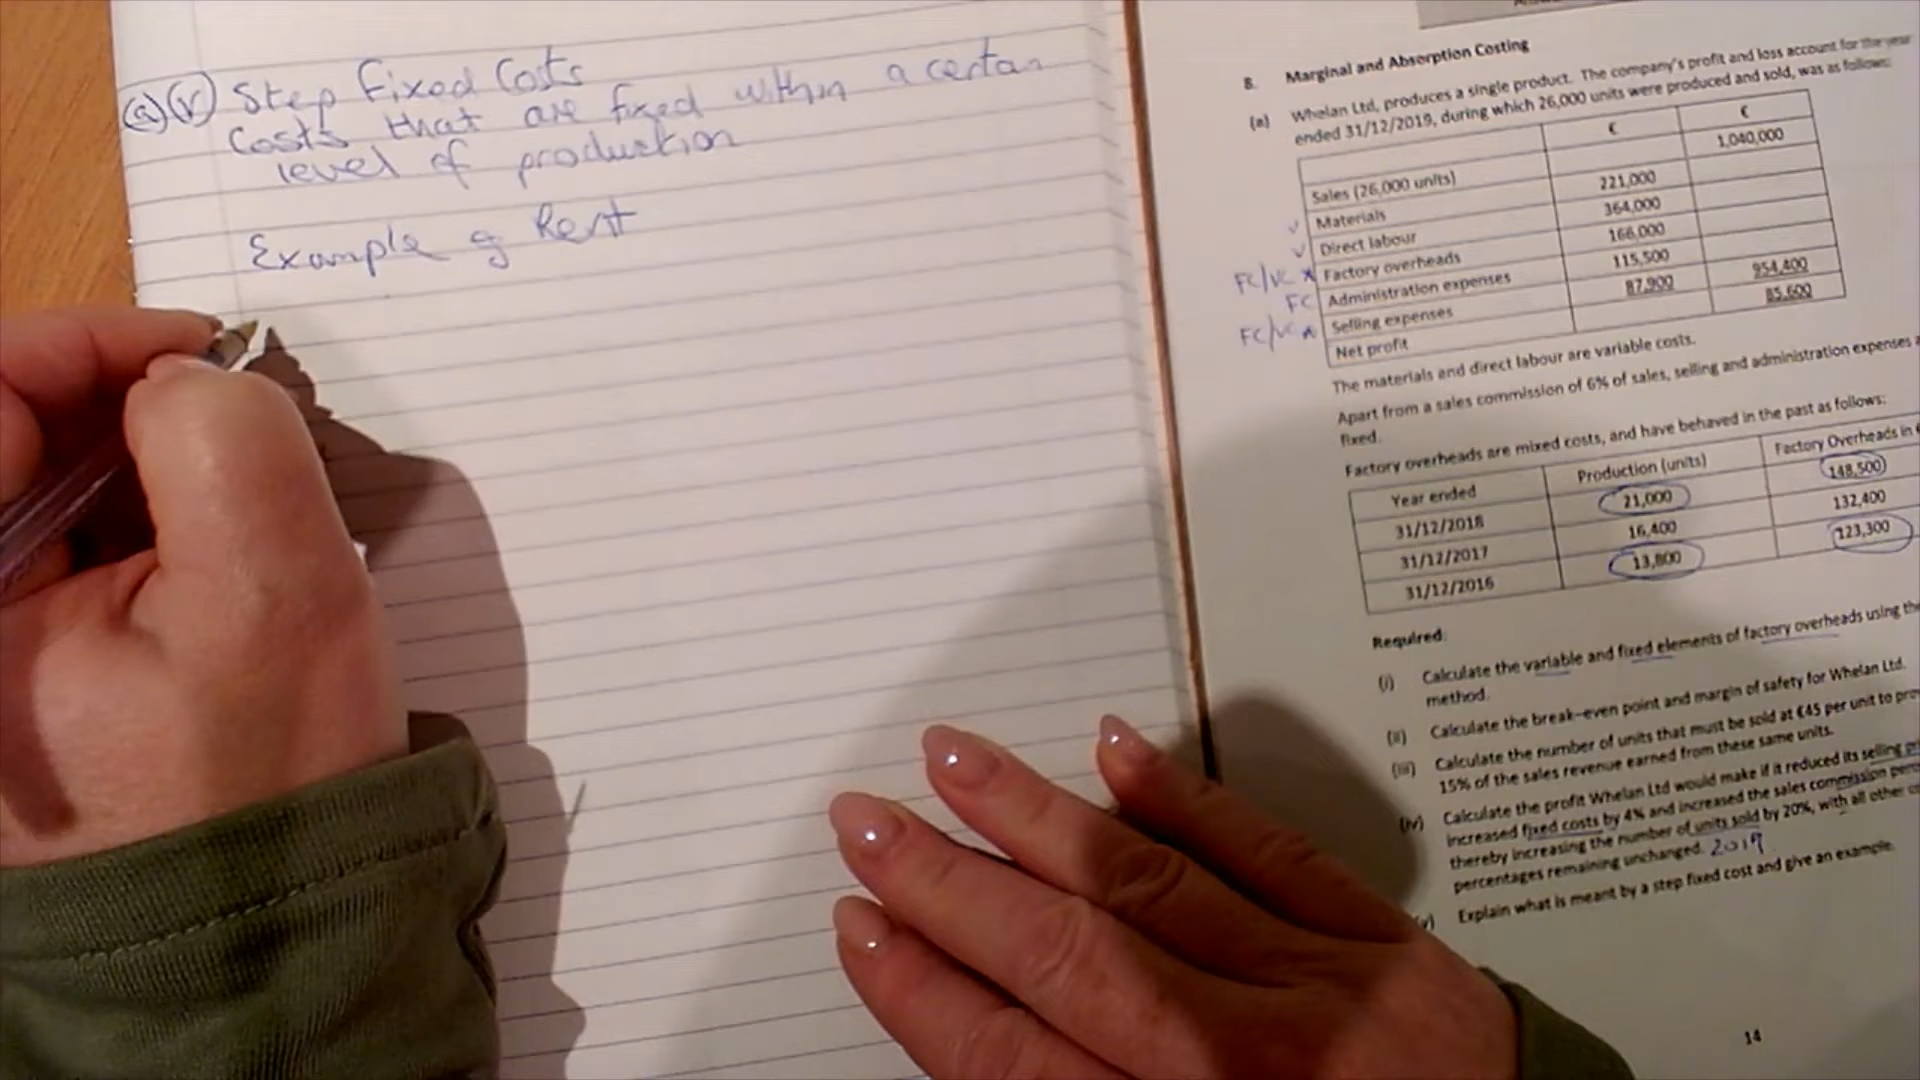 (a)(v) Step Fixed Costs
Costs that are fixed within a certain
level of production
Example g Rent
8. Marginal and Absorption Costing
(a) Whelan Ltd, produces a single product. The company's profit and loss account for the year
ended 31/12/2019, during which 26,000 units were produced and sold, was as follows:
€ €
Sales (26,000 units) 1,040,000
✓ Materials 221,000
✓ Direct labour 364,000
FC/VC * Factory overheads 166,000
FC Administration expenses 115,500
FC/VC * Selling expenses 87,900 954,400
Net profit 85,600
The materials and direct labour are variable costs.
Apart from a sales commission of 6% of sales, selling and administration expenses
fixed.
Factory overheads are mixed costs, and have behaved in the past as follows:
Year ended Production (units) Factory Overheads in €
31/12/2018 21,000 148,500
31/12/2017 16,400 132,400
31/12/2016 13,800 123,300
Required:
(i) Calculate the variable and fixed elements of factory overheads using the
method.
(ii) Calculate the break-even point and margin of safety for Whelan Ltd.
(iii) Calculate the number of units that must be sold at €45 per unit to
15% of the sales revenue earned from these same units.
(iv) Calculate the profit Whelan Ltd would make if it reduced its selling
increased fixed costs by 4% and increased the sales commission
thereby increasing the number of units sold by 20%, with all other
percentages remaining unchanged. 2019
(v) Explain what is meant by a step fixed cost and give an example.
14